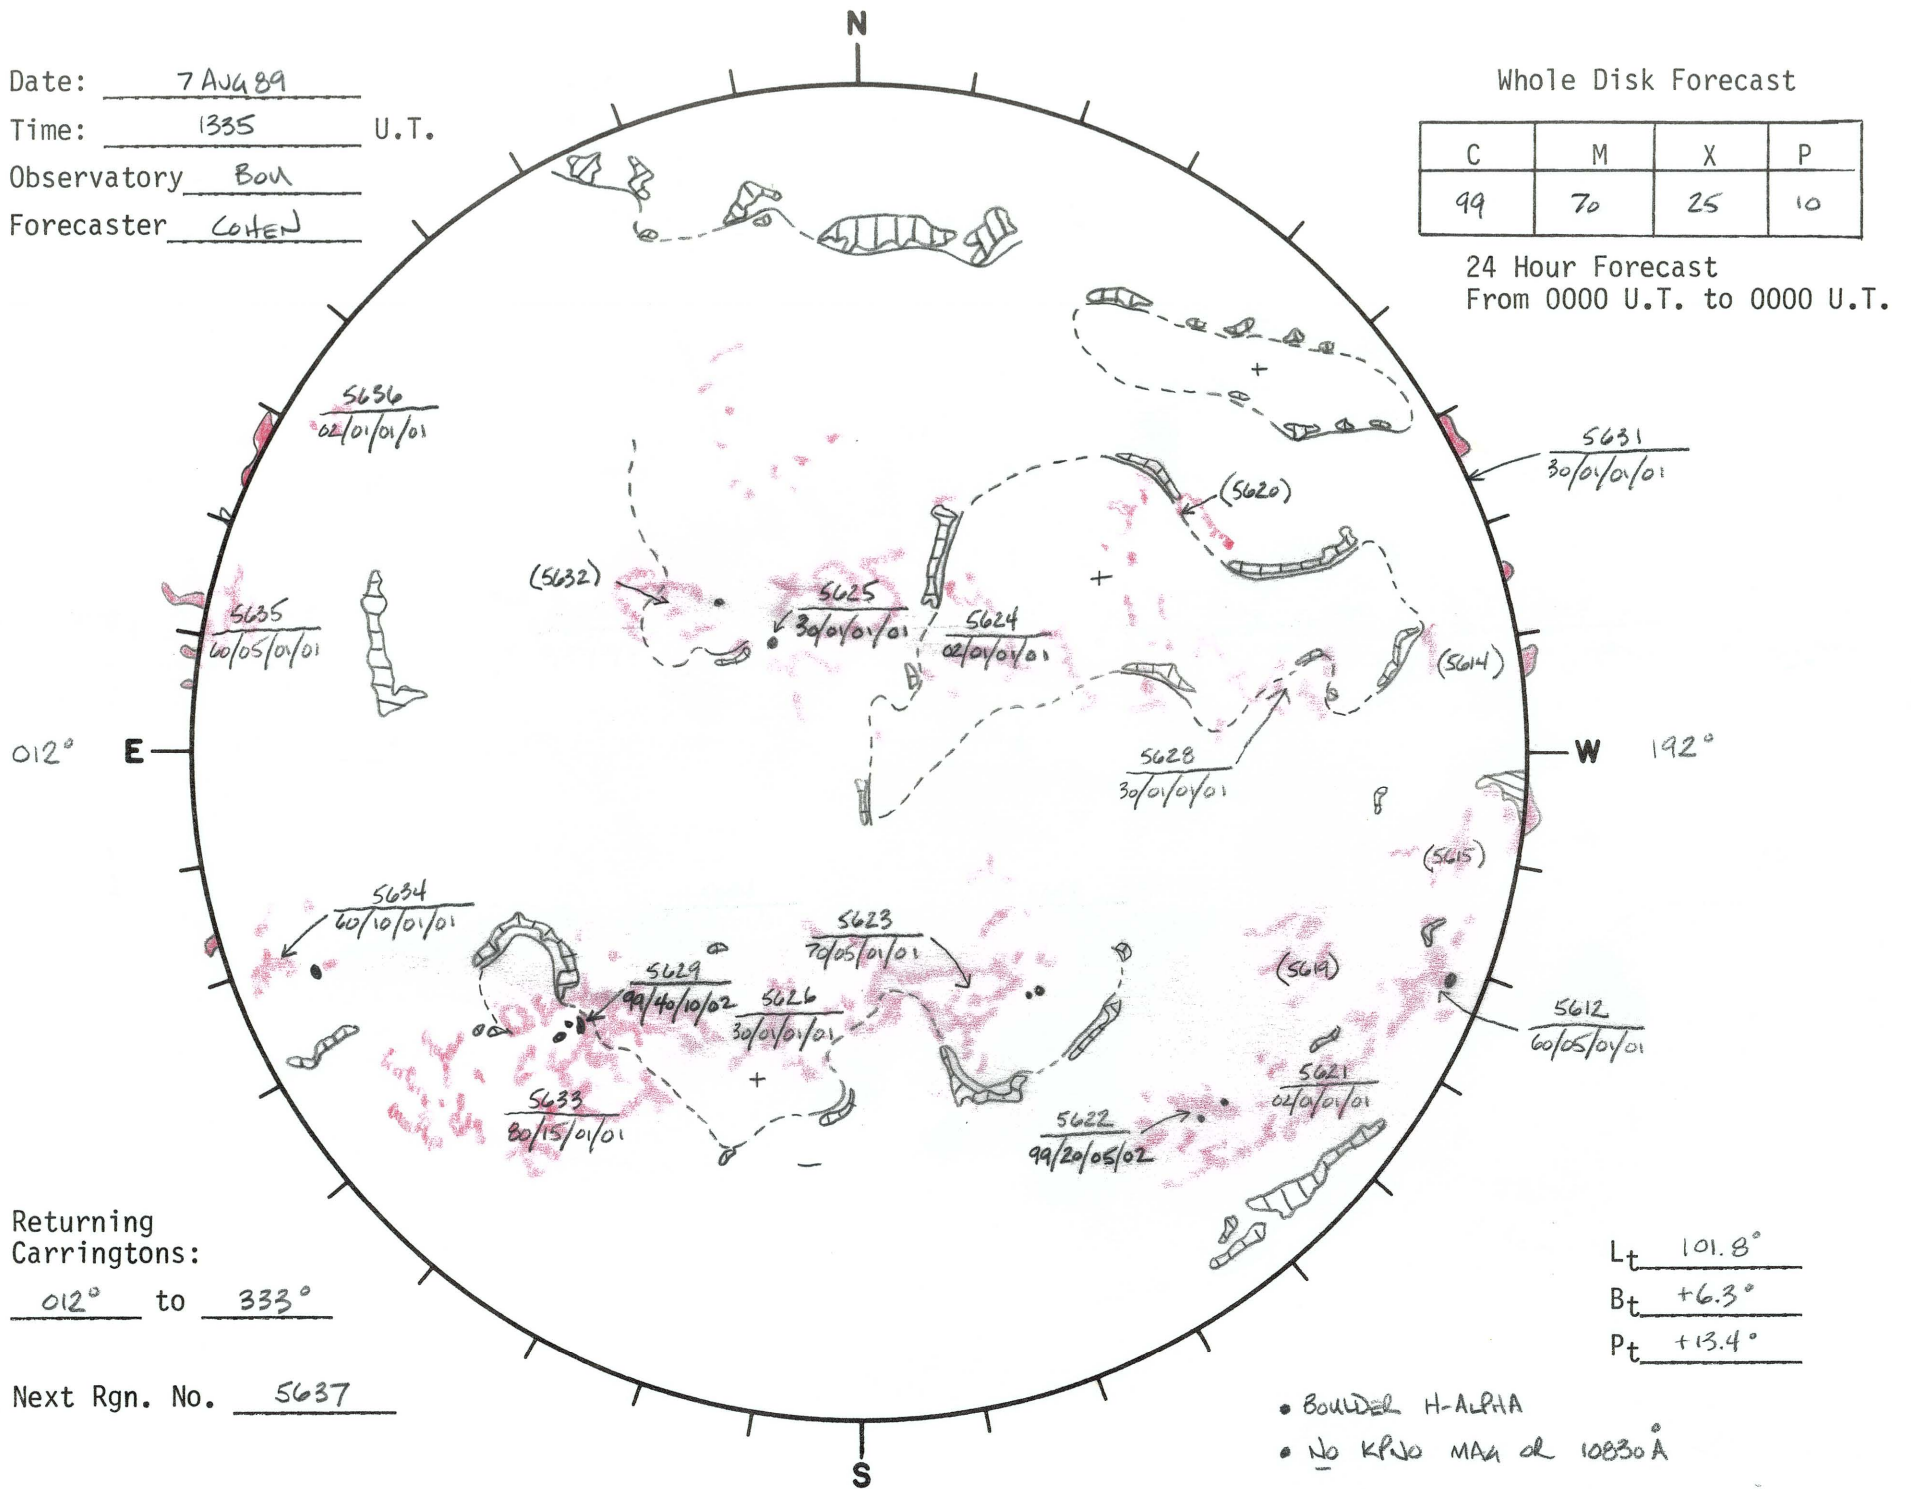 N
Date: 7 AUG 89
Time: 1335 U.T.
Observatory BOU
Forecaster COHEN
Whole Disk Forecast
C M X P
99 70 25 10
24 Hour Forecast
From 0000 U.T. to 0000 U.T.
5636
02/01/01/01
5631
30/01/01/01
(5620)
(5632)
5625
30/01/01/01
5635
60/05/01/01
5624
02/01/01/01
(5614)
012° E
W 192°
5628
30/01/01/01
(5615)
5634
60/10/01/01
5623
70/05/01/01
5629
99/40/10/02
(5619)
5626
30/01/01/01
5612
60/05/01/01
5621
02/01/01/01
5633
80/15/01/01
5622
99/20/05/02
Returning
Carringtons:
012° to 333°
Next Rgn. No. 5637
Lt 101.8°
Bt +6.3°
Pt +13.4°
• BOULDER H-ALPHA
• NO KPNO MAG OR 10830Å
S